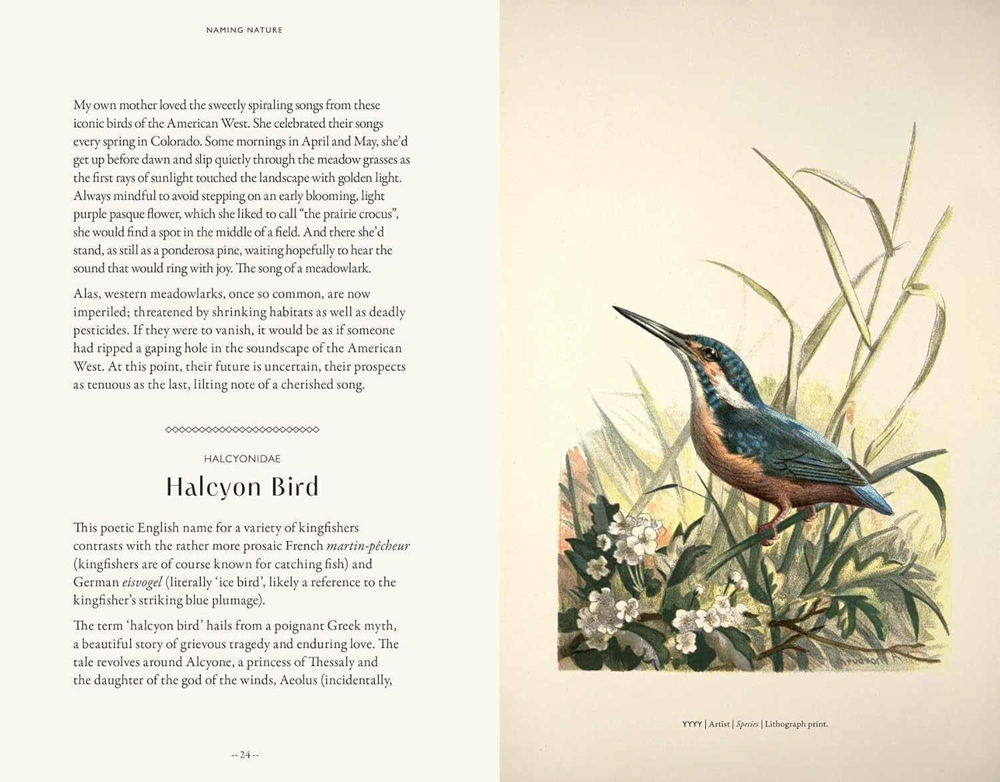 NAMING NATURE
My own mother loved the sweetly spiraling songs from these
iconic birds of the American West. She celebrated their songs
every spring in Colorado. Some mornings in April and May, she’d
get up before dawn and slip quietly through the meadow grasses as
the first rays of sunlight touched the landscape with golden light.
Always mindful to avoid stepping on an early blooming, light
purple pasque flower, which she liked to call “the prairie crocus”,
she would find a spot in the middle of a field. And there she’d
stand, as still as a ponderosa pine, waiting hopefully to hear the
sound that would ring with joy. The song of a meadowlark.
Alas, western meadowlarks, once so common, are now
imperiled; threatened by shrinking habitats as well as deadly
pesticides. If they were to vanish, it would be as if someone
had ripped a gaping hole in the soundscape of the American
West. At this point, their future is uncertain, their prospects
as tenuous as the last, lilting note of a cherished song.
HALCYONIDAE
Halcyon Bird
This poetic English name for a variety of kingfishers
contrasts with the rather more prosaic French martin-pêcheur
(kingfishers are of course known for catching fish) and
German eisvogel (literally ‘ice bird’, likely a reference to the
kingfisher’s striking blue plumage).
The term ‘halcyon bird’ hails from a poignant Greek myth,
a beautiful story of grievous tragedy and enduring love. The
tale revolves around Alcyone, a princess of Thessaly and
the daughter of the god of the winds, Aeolus (incidentally,
--24--
YYYY | Artist | Species | Lithograph print.